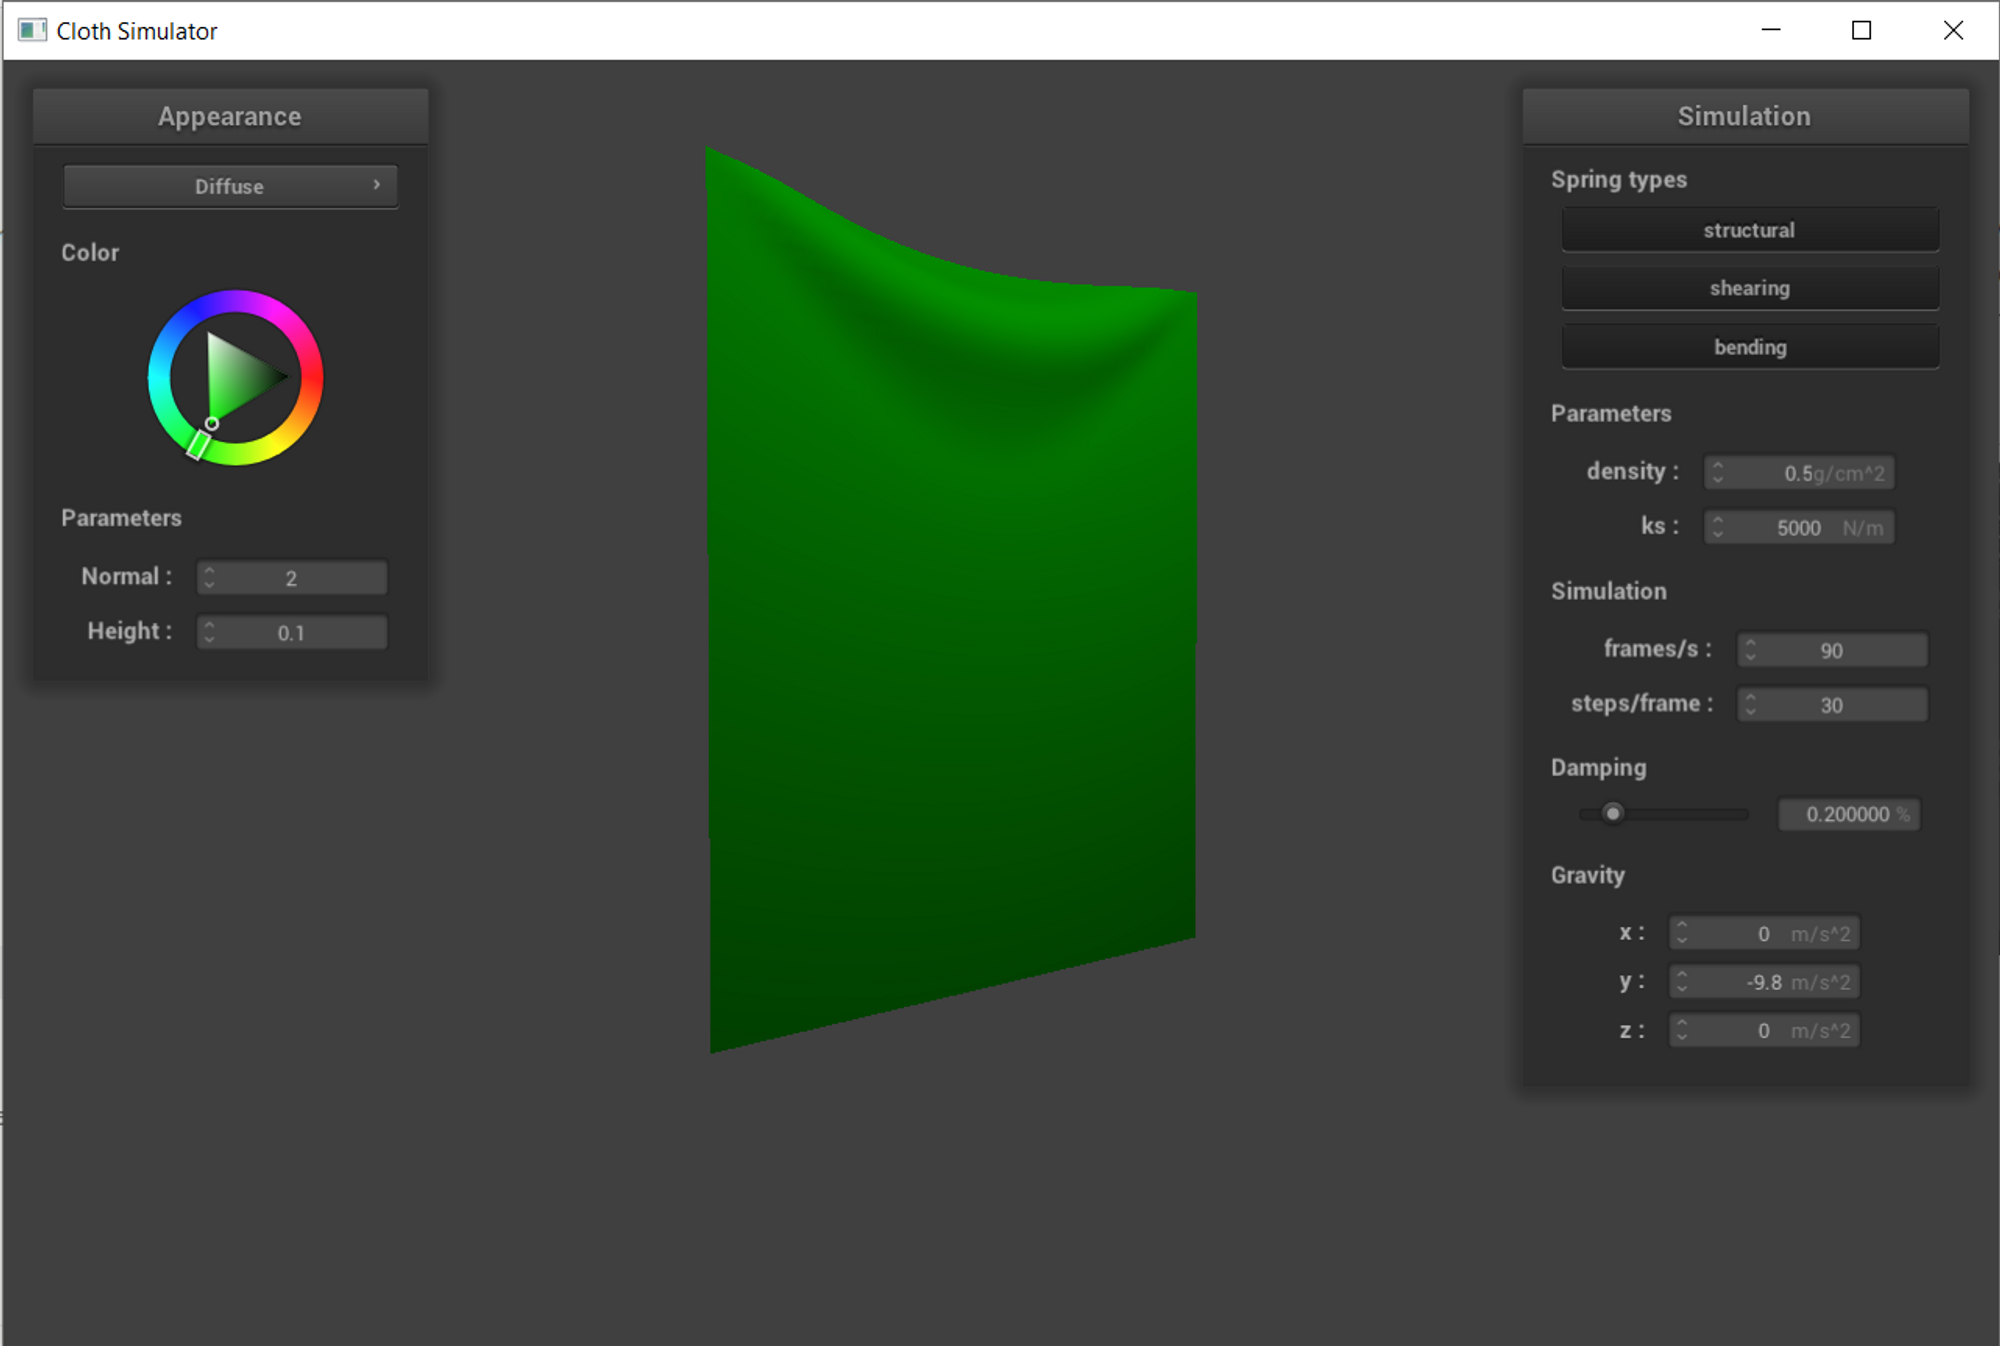 Cloth Simulator
Appearance
Diffuse
Color
Parameters
Normal : 2
Height : 0.1
Simulation
Spring types
structural
shearing
bending
Parameters
density : 0.5g/cm^2
ks : 5000 N/m
Simulation
frames/s : 90
steps/frame : 30
Damping
0.200000 %
Gravity
x : 0 m/s^2
y : -9.8 m/s^2
z : 0 m/s^2